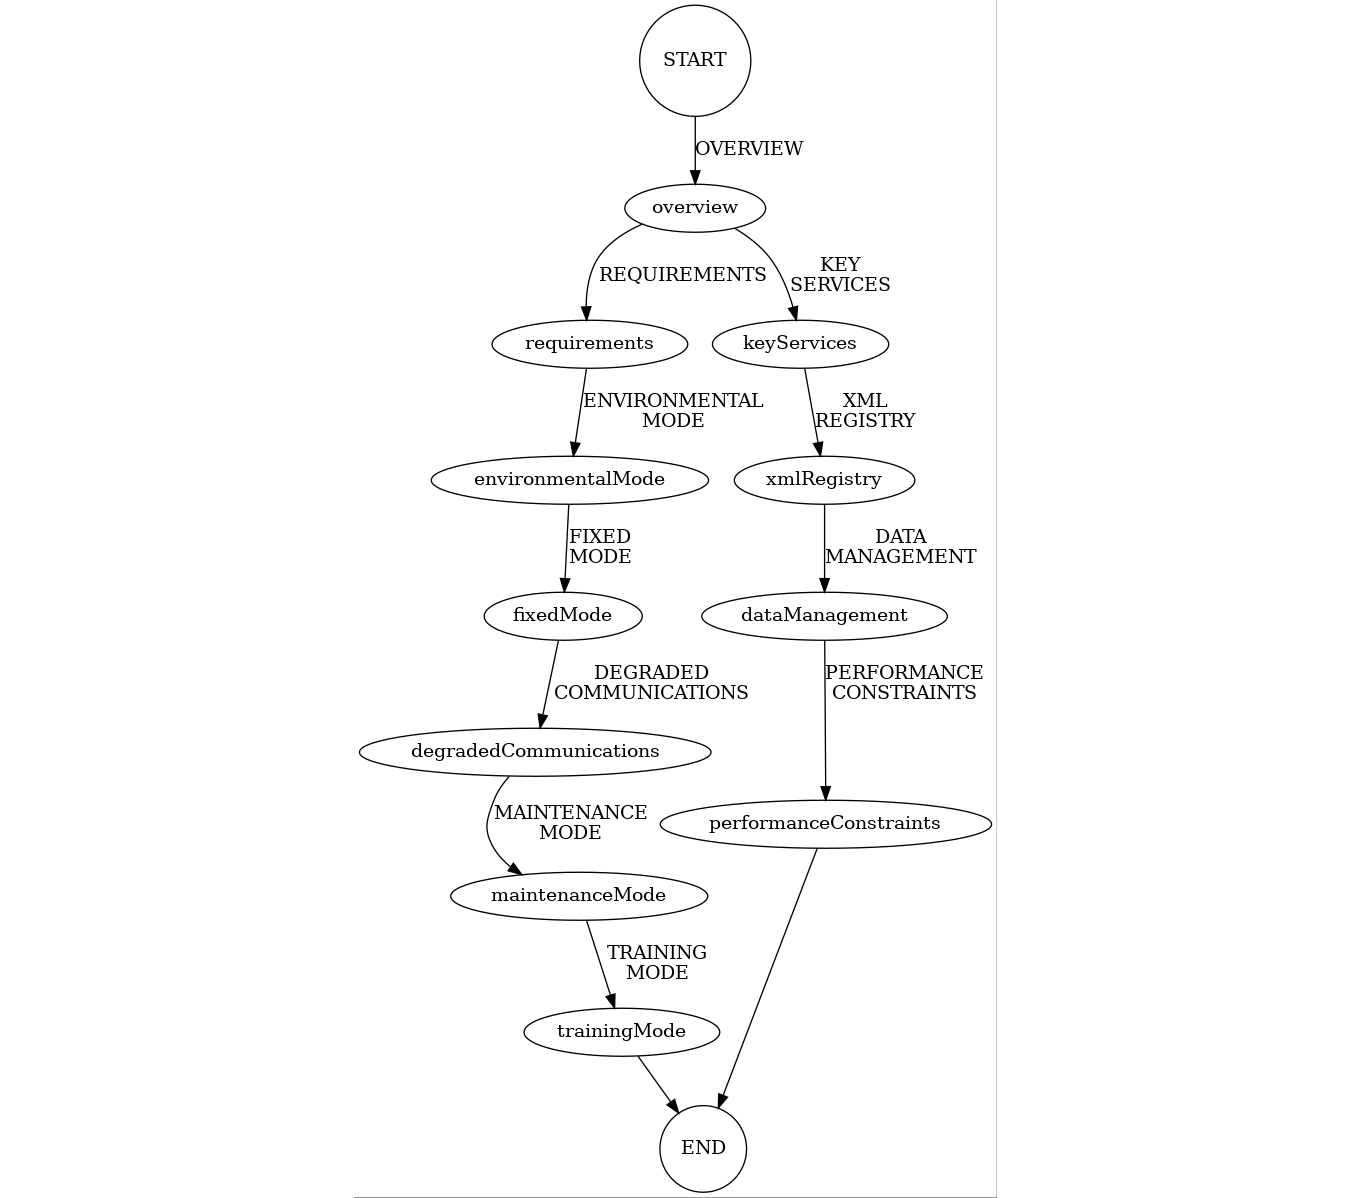 START
OVERVIEW
overview
REQUIREMENTS
KEY
SERVICES
requirements
keyServices
ENVIRONMENTAL
MODE
XML
REGISTRY
environmentalMode
xmlRegistry
FIXED
MODE
DATA
MANAGEMENT
fixedMode
dataManagement
DEGRADED
COMMUNICATIONS
PERFORMANCE
CONSTRAINTS
degradedCommunications
MAINTENANCE
MODE
performanceConstraints
maintenanceMode
TRAINING
MODE
trainingMode
END